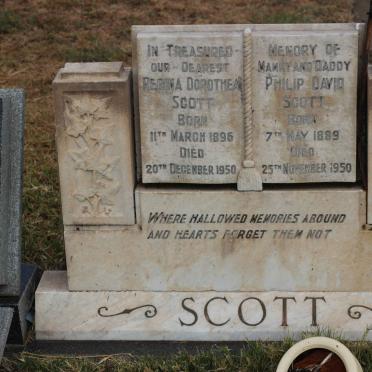 IN TREASURED
OUR DEAREST
REGINA DOROTHEA
SCOTT
BORN
11TH MARCH 1896
DIED
20TH DECEMBER 1950
MEMORY OF
MAMMY AND DADDY
PHILIP DAVID
SCOTT
BORN
7TH MAY 1889
DIED
25TH NOVEMBER 1950
WHERE HALLOWED MEMORIES ABOUND
AND HEARTS FORGET THEM NOT
SCOTT